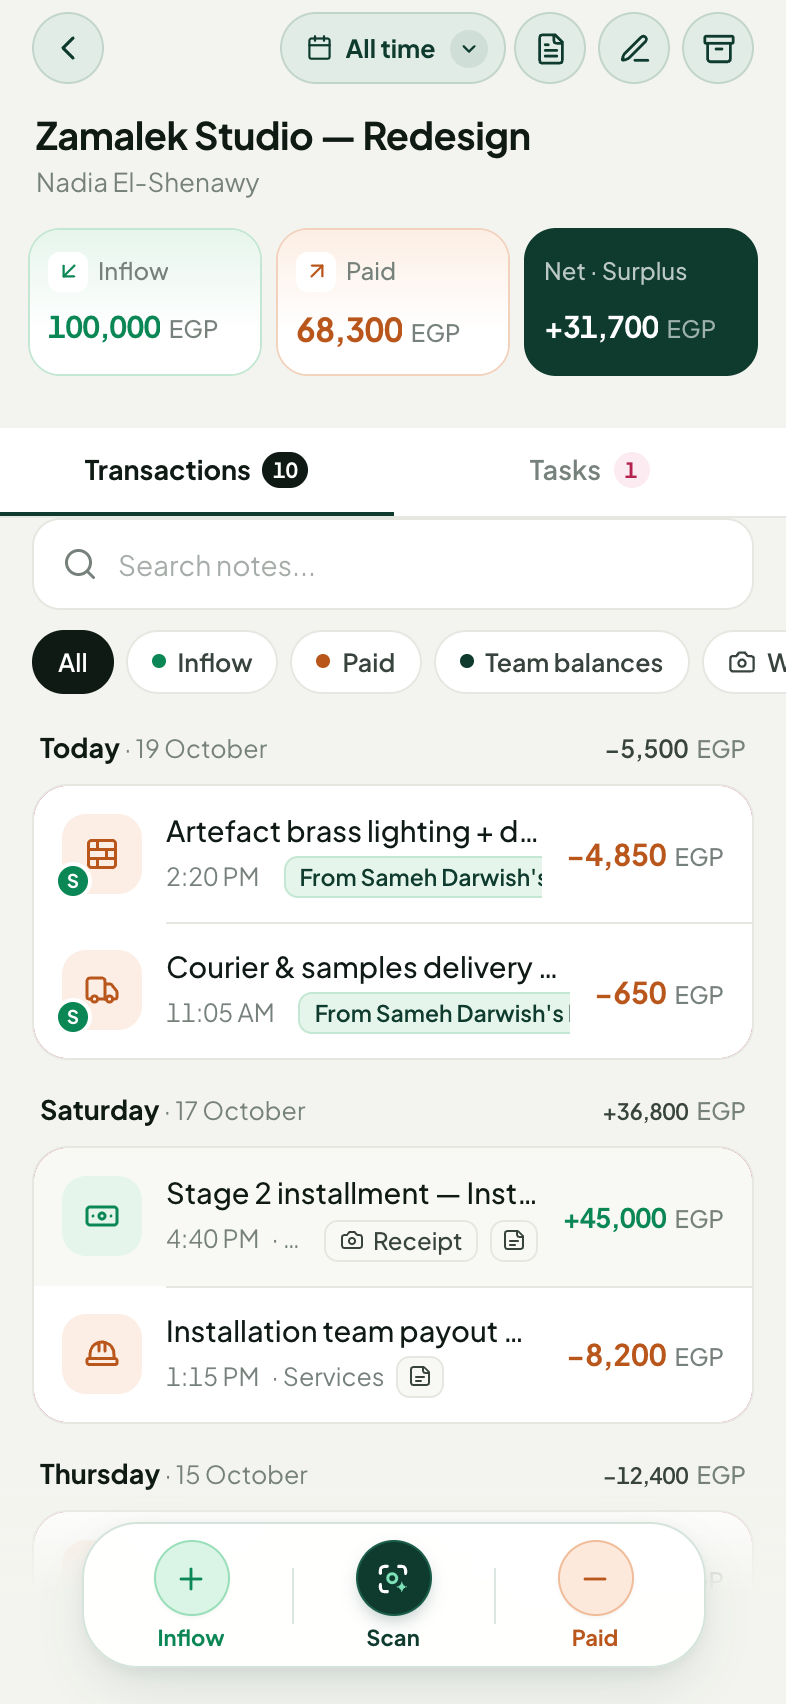 All time
Zamalek Studio — Redesign
Nadia El-Shenawy
Inflow
100,000 EGP
Paid
68,300 EGP
Net · Surplus
+31,700 EGP
Transactions 10
Tasks 1
Search notes...
All
Inflow
Paid
Team balances
W
Today · 19 October −5,500 EGP
Artefact brass lighting + d...
−4,850 EGP
S
2:20 PM From Sameh Darwish's
Courier & samples delivery ...
−650 EGP
S
11:05 AM From Sameh Darwish's
Saturday · 17 October +36,800 EGP
Stage 2 installment — Inst...
+45,000 EGP
4:40 PM · ... Receipt
Installation team payout ...
−8,200 EGP
1:15 PM · Services
Thursday · 15 October −12,400 EGP
Inflow
Scan
Paid